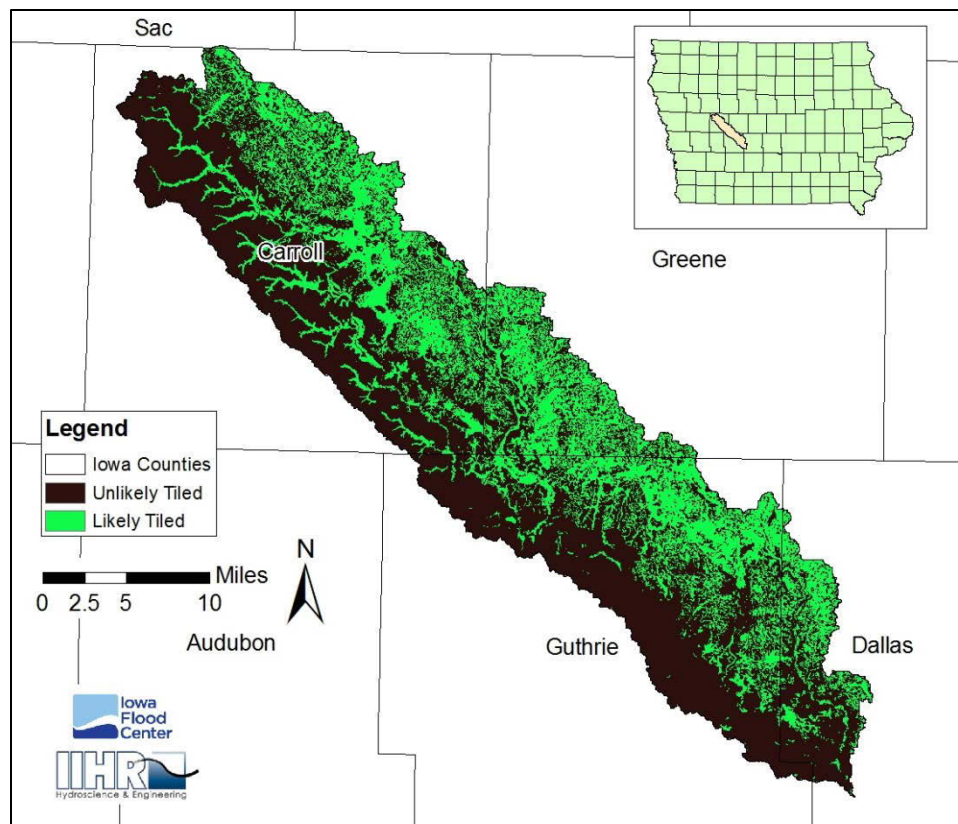 Sac
Carroll
Greene
Legend
Iowa Counties
Unlikely Tiled
Likely Tiled
N
Miles
0 2.5 5 10
Audubon
Guthrie
Dallas
Iowa
Flood
Center
IIHR
Hydroscience & Engineering